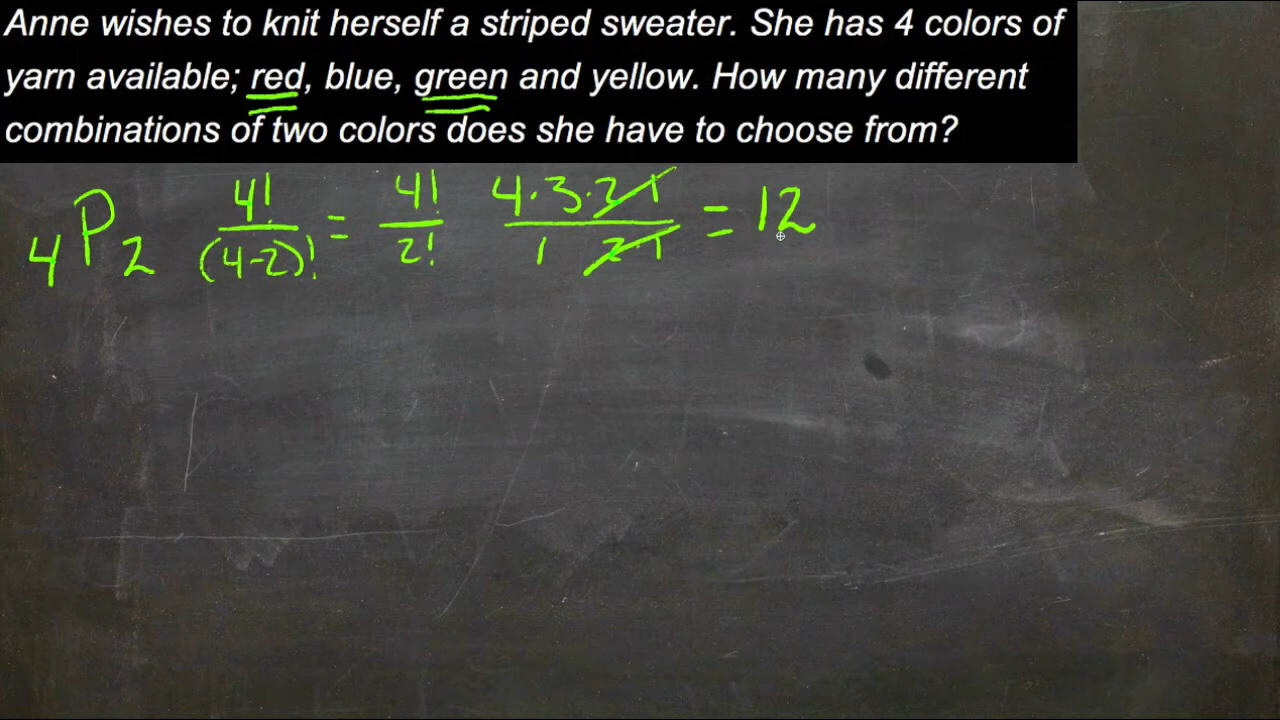 Anne wishes to knit herself a striped sweater. She has 4 colors of
yarn available; red, blue, green and yellow. How many different
combinations of two colors does she have to choose from?
4P2 4!/(4-2)! = 4!/2! 4·3·2·1/1 2·1 = 12